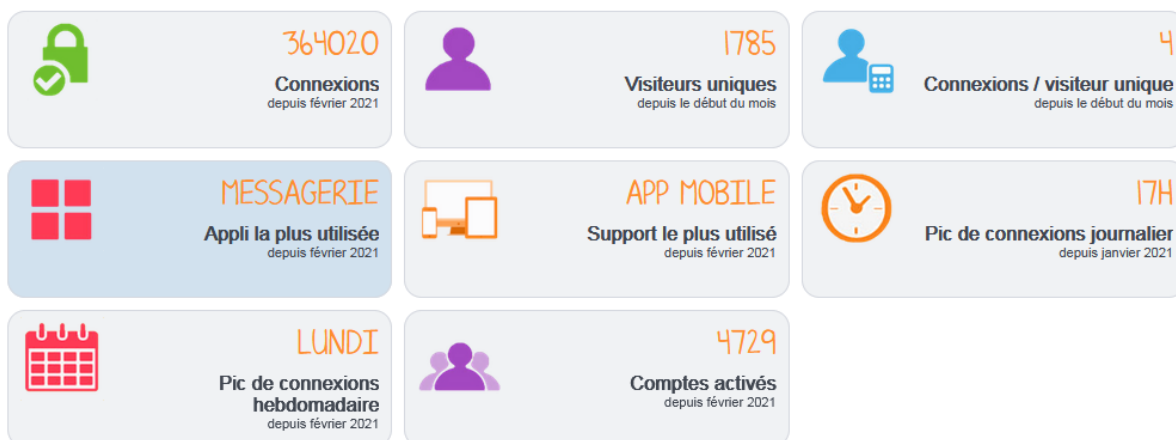 364020
Connexions
depuis février 2021
1785
Visiteurs uniques
depuis le début du mois
4
Connexions / visiteur unique
depuis le début du mois
MESSAGERIE
Appli la plus utilisée
depuis février 2021
APP MOBILE
Support le plus utilisé
depuis février 2021
17H
Pic de connexions journalier
depuis janvier 2021
LUNDI
Pic de connexions
hebdomadaire
depuis février 2021
4729
Comptes activés
depuis février 2021